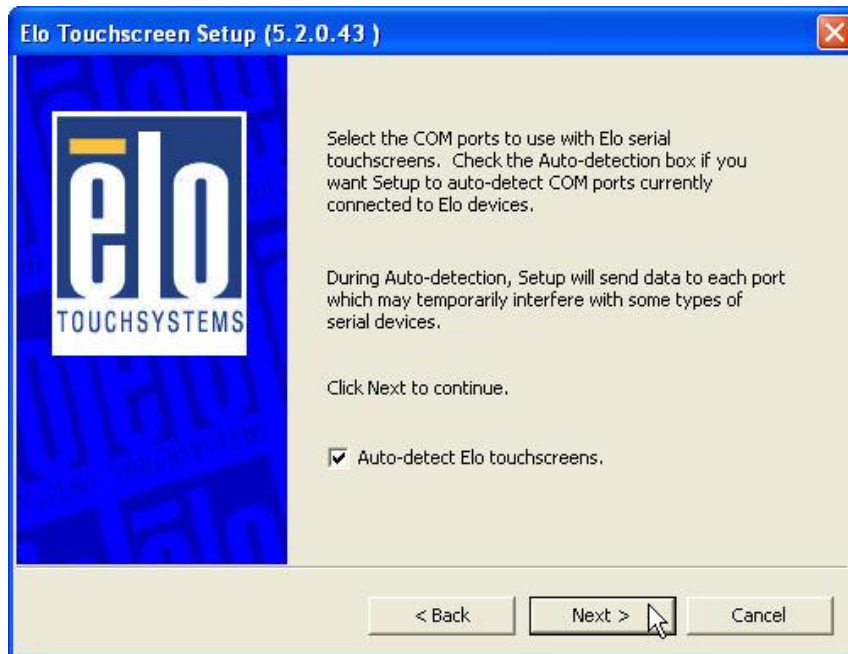 Elo Touchscreen Setup (5.2.0.43 )
ēlo
TOUCHSYSTEMS
Select the COM ports to use with Elo serial
touchscreens. Check the Auto-detection box if you
want Setup to auto-detect COM ports currently
connected to Elo devices.
During Auto-detection, Setup will send data to each port
which may temporarily interfere with some types of
serial devices.
Click Next to continue.
Auto-detect Elo touchscreens.
< Back
Next >
Cancel